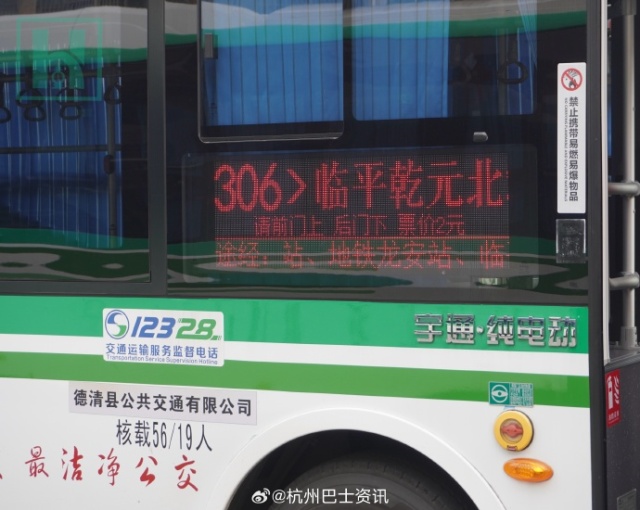 H
306>临平乾元北
请前门上 后门下 票价2元
途经：站、地铁龙安站、临
禁止携带易燃易爆物品
12328
交通运输服务监督电话
Transportation Service Supervision Hotline
宇通·纯电动
德清县公共交通有限公司
核载56/19人
最洁净公交
@杭州巴士资讯